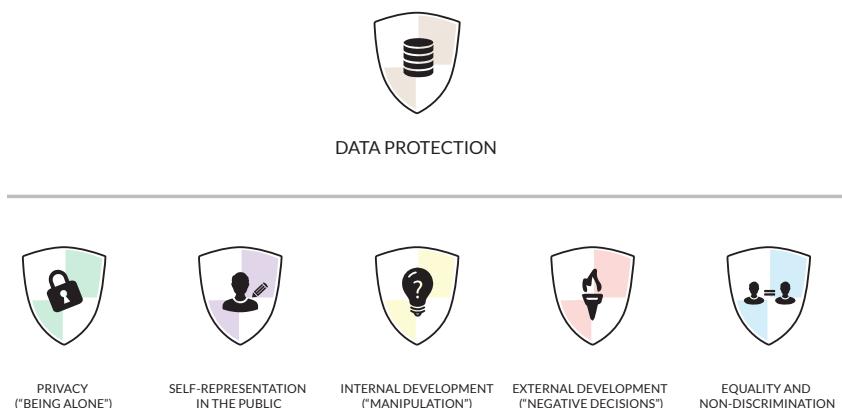 DATA PROTECTION
PRIVACY
("BEING ALONE")
SELF-REPRESENTATION
IN THE PUBLIC
INTERNAL DEVELOPMENT
("MANIPULATION")
EXTERNAL DEVELOPMENT
("NEGATIVE DECISIONS")
EQUALITY AND
NON-DISCRIMINATION